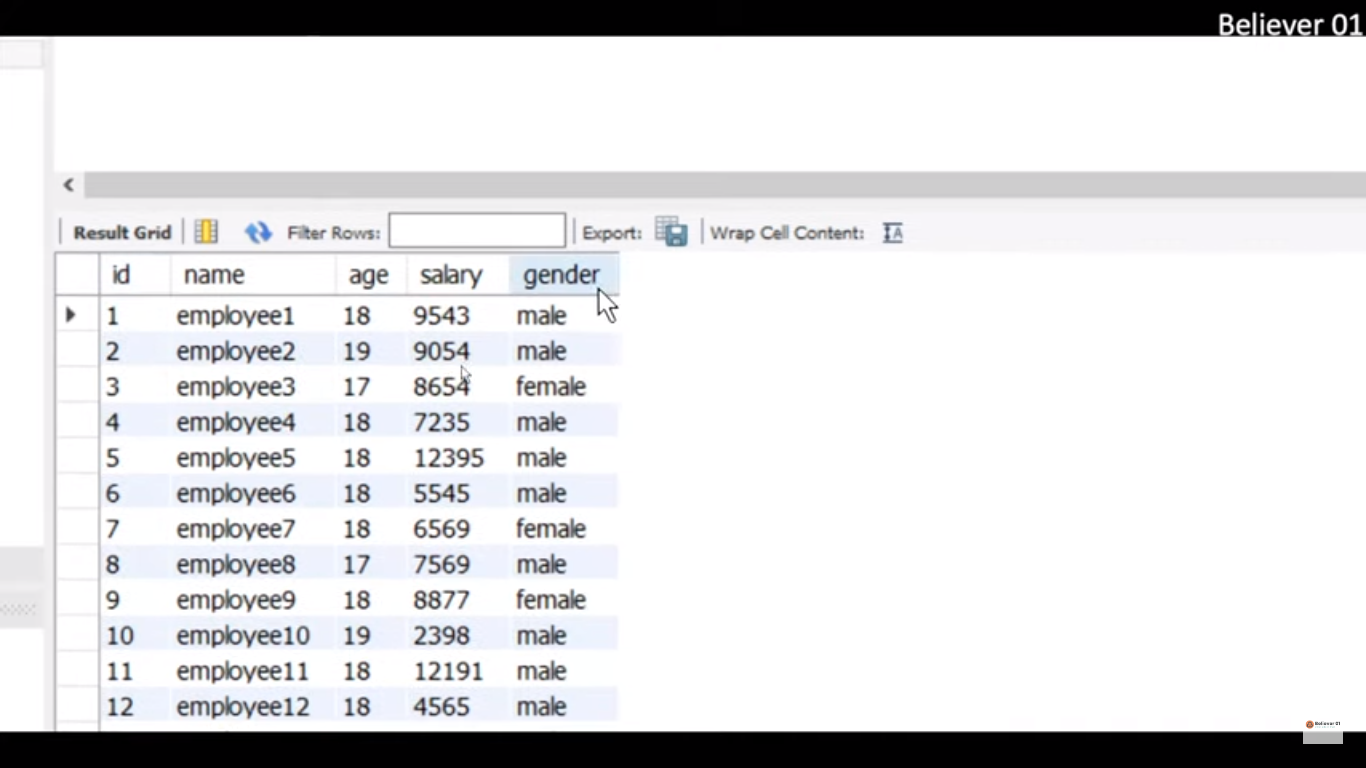 Believer 01
Result Grid Filter Rows: Export: Wrap Cell Content: IA
id name age salary gender
1 employee1 18 9543 male
2 employee2 19 9054 male
3 employee3 17 8654 female
4 employee4 18 7235 male
5 employee5 18 12395 male
6 employee6 18 5545 male
7 employee7 18 6569 female
8 employee8 17 7569 male
9 employee9 18 8877 female
10 employee10 19 2398 male
11 employee11 18 12191 male
12 employee12 18 4565 male
Believer 01